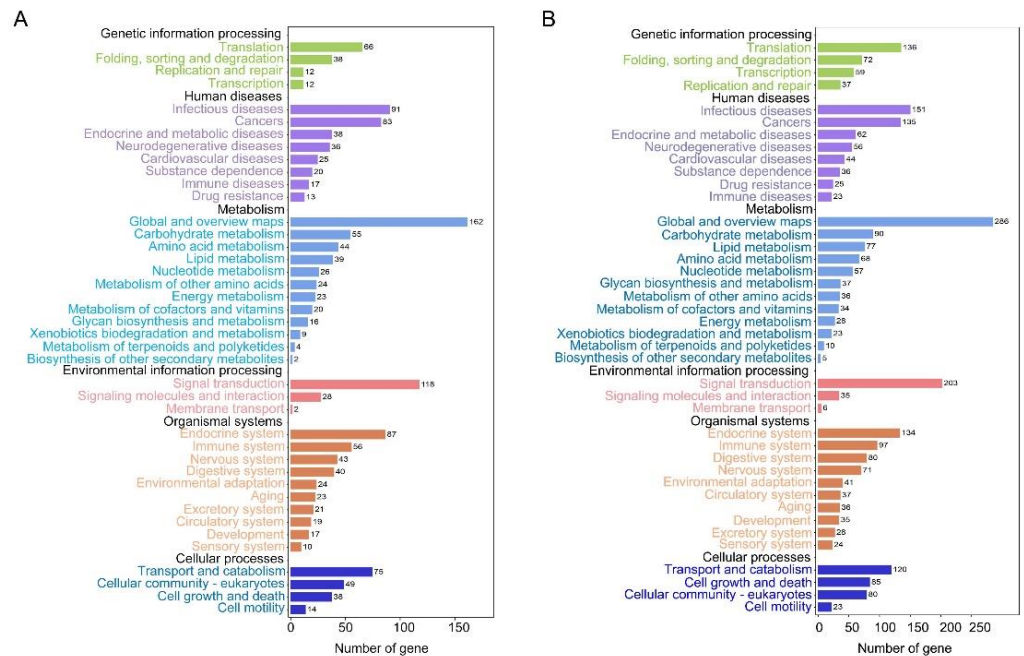 A
Genetic information processing
Translation 66
Folding, sorting and degradation 38
Replication and repair 12
Transcription 12
Human diseases
Infectious diseases 91
Cancers 83
Endocrine and metabolic diseases 38
Neurodegenerative diseases 36
Cardiovascular diseases 25
Substance dependence 20
Immune diseases 17
Drug resistance 13
Metabolism
Global and overview maps 162
Carbohydrate metabolism 55
Amino acid metabolism 44
Lipid metabolism 39
Nucleotide metabolism 26
Metabolism of other amino acids 24
Energy metabolism 23
Metabolism of cofactors and vitamins 20
Glycan biosynthesis and metabolism 16
Xenobiotics biodegradation and metabolism 9
Metabolism of terpenoids and polyketides 4
Biosynthesis of other secondary metabolites 2
Environmental information processing
Signal transduction 118
Signaling molecules and interaction 28
Membrane transport 2
Organismal systems
Endocrine system 87
Immune system 56
Nervous system 43
Digestive system 40
Environmental adaptation 24
Aging 23
Excretory system 21
Circulatory system 19
Development 17
Sensory system 10
Cellular processes
Transport and catabolism 75
Cellular community - eukaryotes 49
Cell growth and death 38
Cell motility 14
0 50 100 150
Number of gene
B
Genetic information processing
Translation 136
Folding, sorting and degradation 72
Transcription 59
Replication and repair 37
Human diseases
Infectious diseases 151
Cancers 135
Endocrine and metabolic diseases 62
Neurodegenerative diseases 56
Cardiovascular diseases 44
Substance dependence 36
Drug resistance 25
Immune diseases 23
Metabolism
Global and overview maps 286
Carbohydrate metabolism 90
Lipid metabolism 77
Amino acid metabolism 68
Nucleotide metabolism 57
Glycan biosynthesis and metabolism 37
Metabolism of other amino acids 36
Metabolism of cofactors and vitamins 34
Energy metabolism 28
Xenobiotics biodegradation and metabolism 23
Metabolism of terpenoids and polyketides 10
Biosynthesis of other secondary metabolites 5
Environmental information processing
Signal transduction 203
Signaling molecules and interaction 35
Membrane transport 6
Organismal systems
Endocrine system 134
Immune system 97
Digestive system 80
Nervous system 71
Environmental adaptation 41
Circulatory system 37
Aging 36
Development 35
Excretory system 28
Sensory system 24
Cellular processes
Transport and catabolism 120
Cell growth and death 85
Cellular community - eukaryotes 80
Cell motility 23
0 50 100 150 200 250
Number of gene